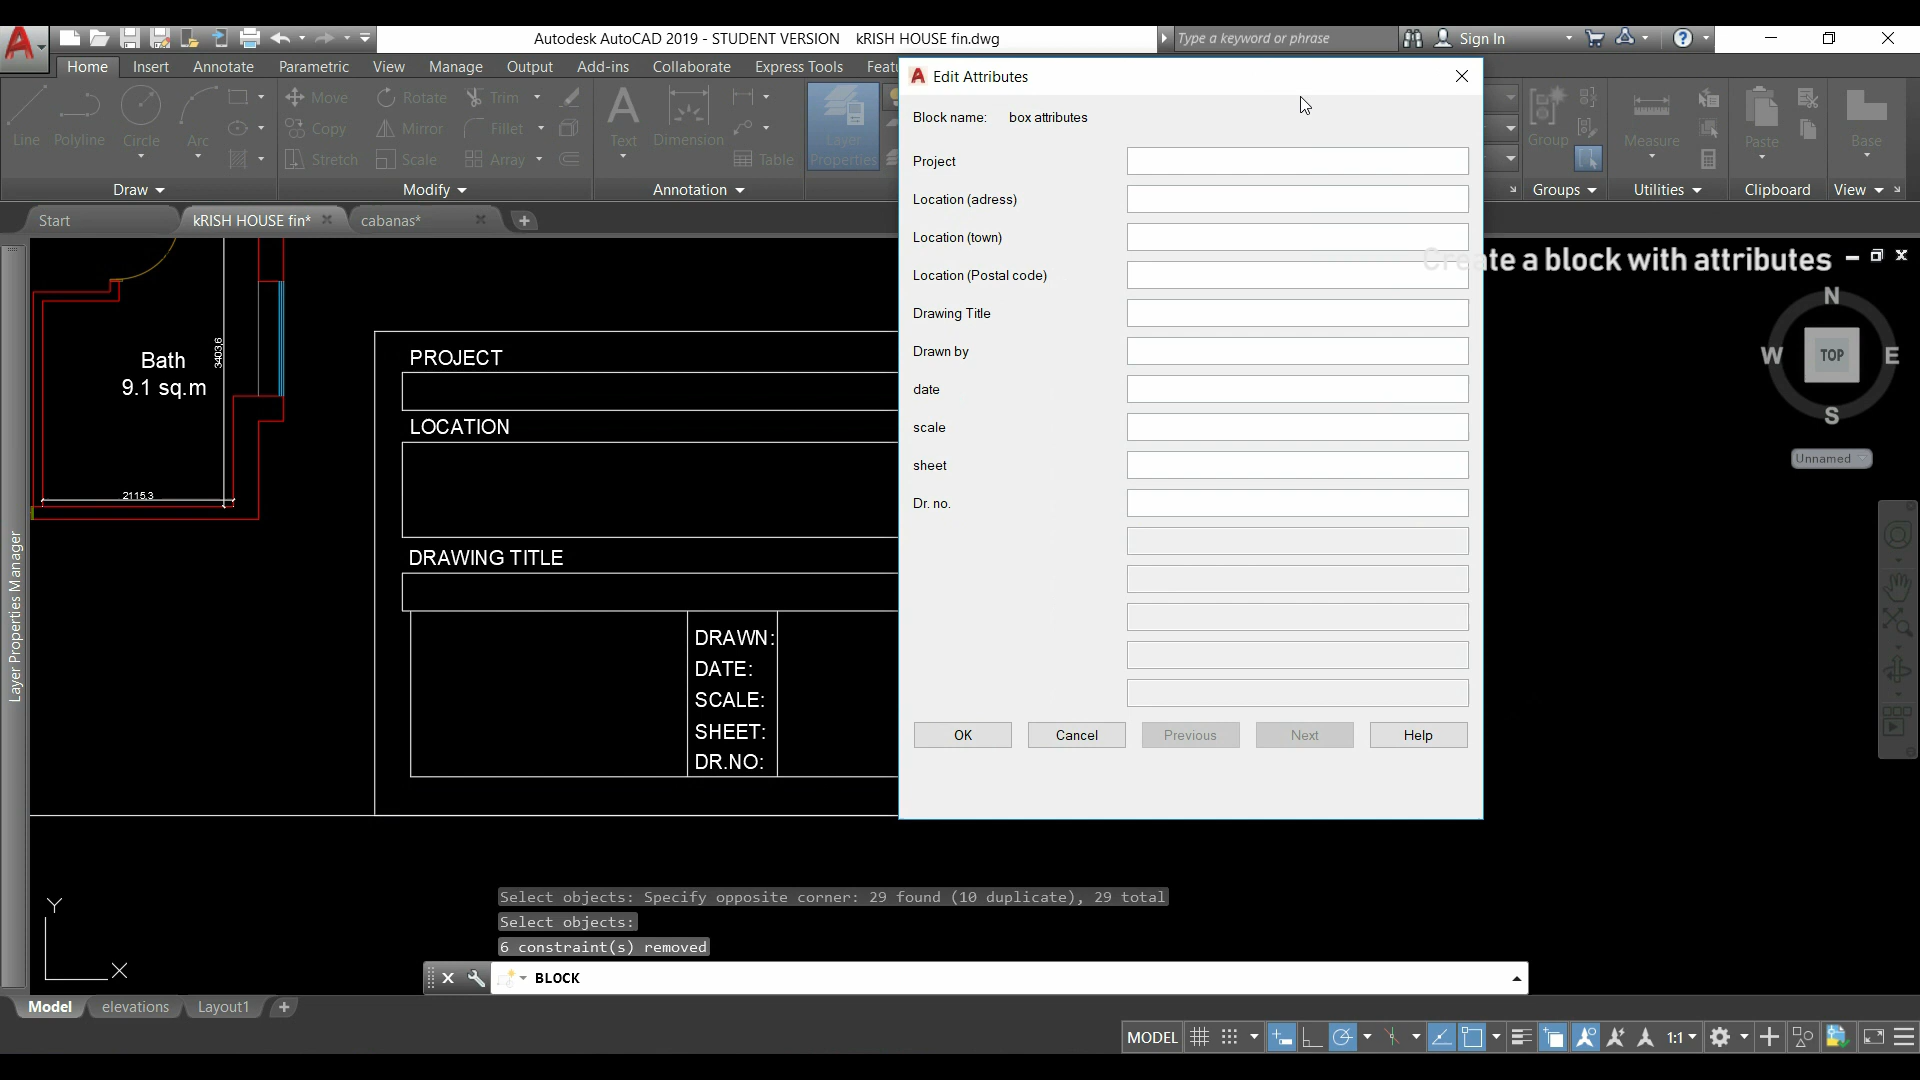 Autodesk AutoCAD 2019 - STUDENT VERSION kRISH HOUSE fin.dwg
Type a keyword or phrase
Sign In
Home Insert Annotate Parametric View Manage Output Add-ins Collaborate Express Tools Featu
Line Polyline Circle Arc
Move Rotate Trim
Copy Mirror Fillet
Stretch Scale Array
Text Dimension Table
Layer Properties
Group Measure Paste Base
Draw Modify Annotation Groups Utilities Clipboard View
Start kRISH HOUSE fin* cabanas*
Edit Attributes
Block name: box attributes
Project
Location (adress)
Location (town)
Location (Postal code)
Drawing Title
Drawn by
date
scale
sheet
Dr. no.
OK Cancel Previous Next Help
Create a block with attributes
N
W TOP E
S
Unnamed
Layer Properties Manager
Bath
9.1 sq.m
3403,6
2115,3
PROJECT
LOCATION
DRAWING TITLE
DRAWN:
DATE:
SCALE:
SHEET:
DR.NO:
Y
X
Select objects: Specify opposite corner: 29 found (10 duplicate), 29 total
Select objects:
6 constraint(s) removed
BLOCK
Model elevations Layout1
MODEL 1:1